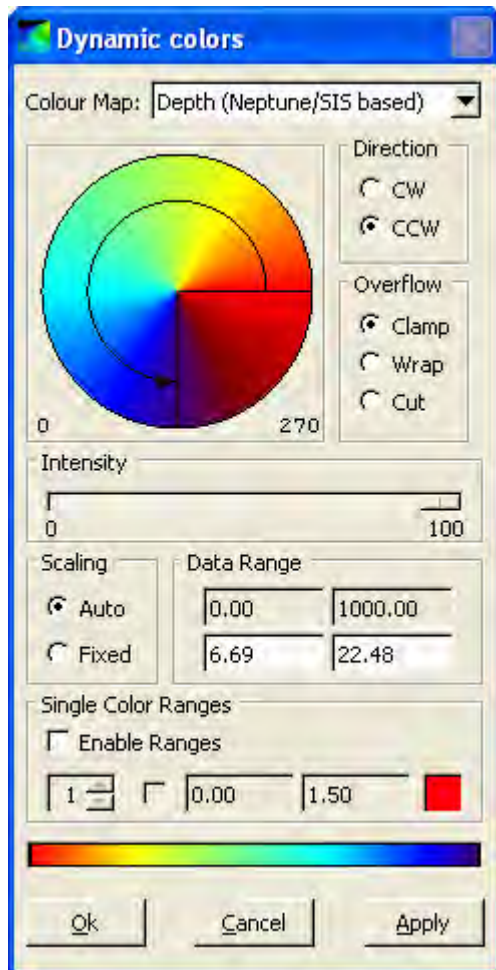 Dynamic colors
Colour Map: Depth (Neptune/SIS based)
Direction
CW
CCW
Overflow
Clamp
Wrap
Cut
0 270
Intensity
0 100
Scaling
Auto
Fixed
Data Range
0.00 1000.00
6.69 22.48
Single Color Ranges
Enable Ranges
1 0.00 1.50
Ok Cancel Apply